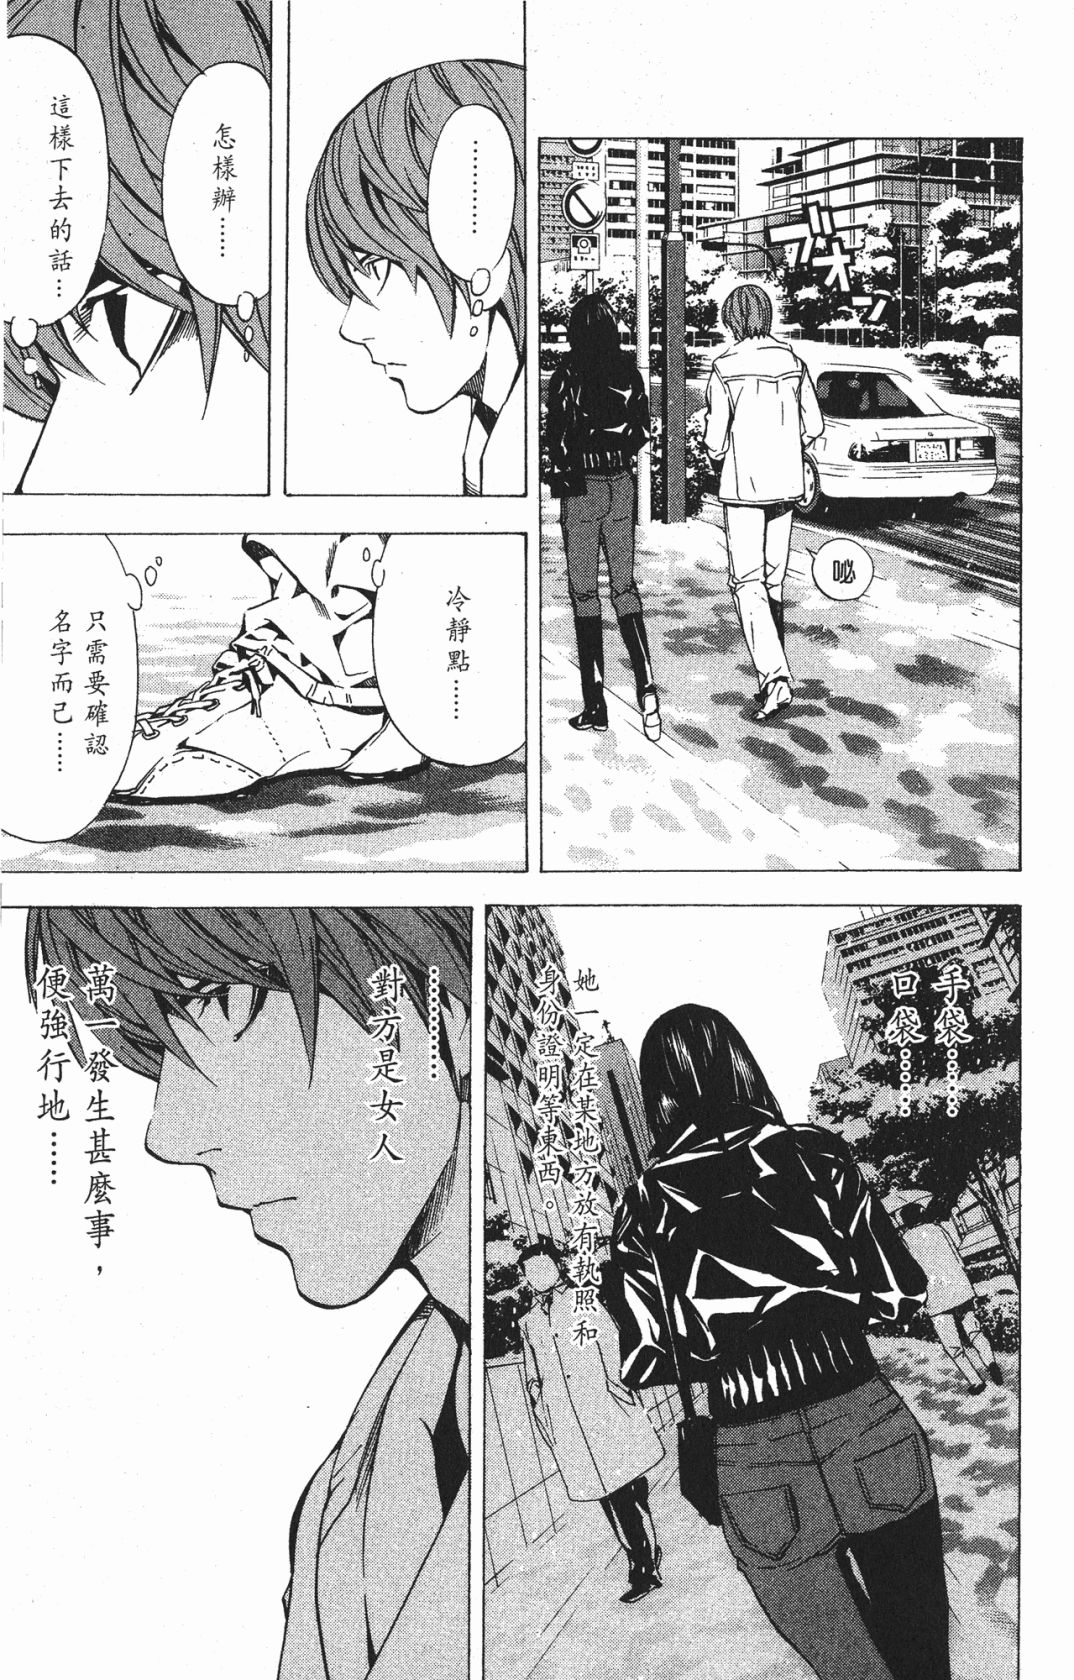 ブオォン
咇
…………
怎樣辦……
這樣下去的話…
冷靜點……
只需要確認
名字而已……
手袋………
口袋………
她一定在某地方放有執照和
身份證明等東西。
…………
對方是女人
萬一發生甚麼事，
便強行地……